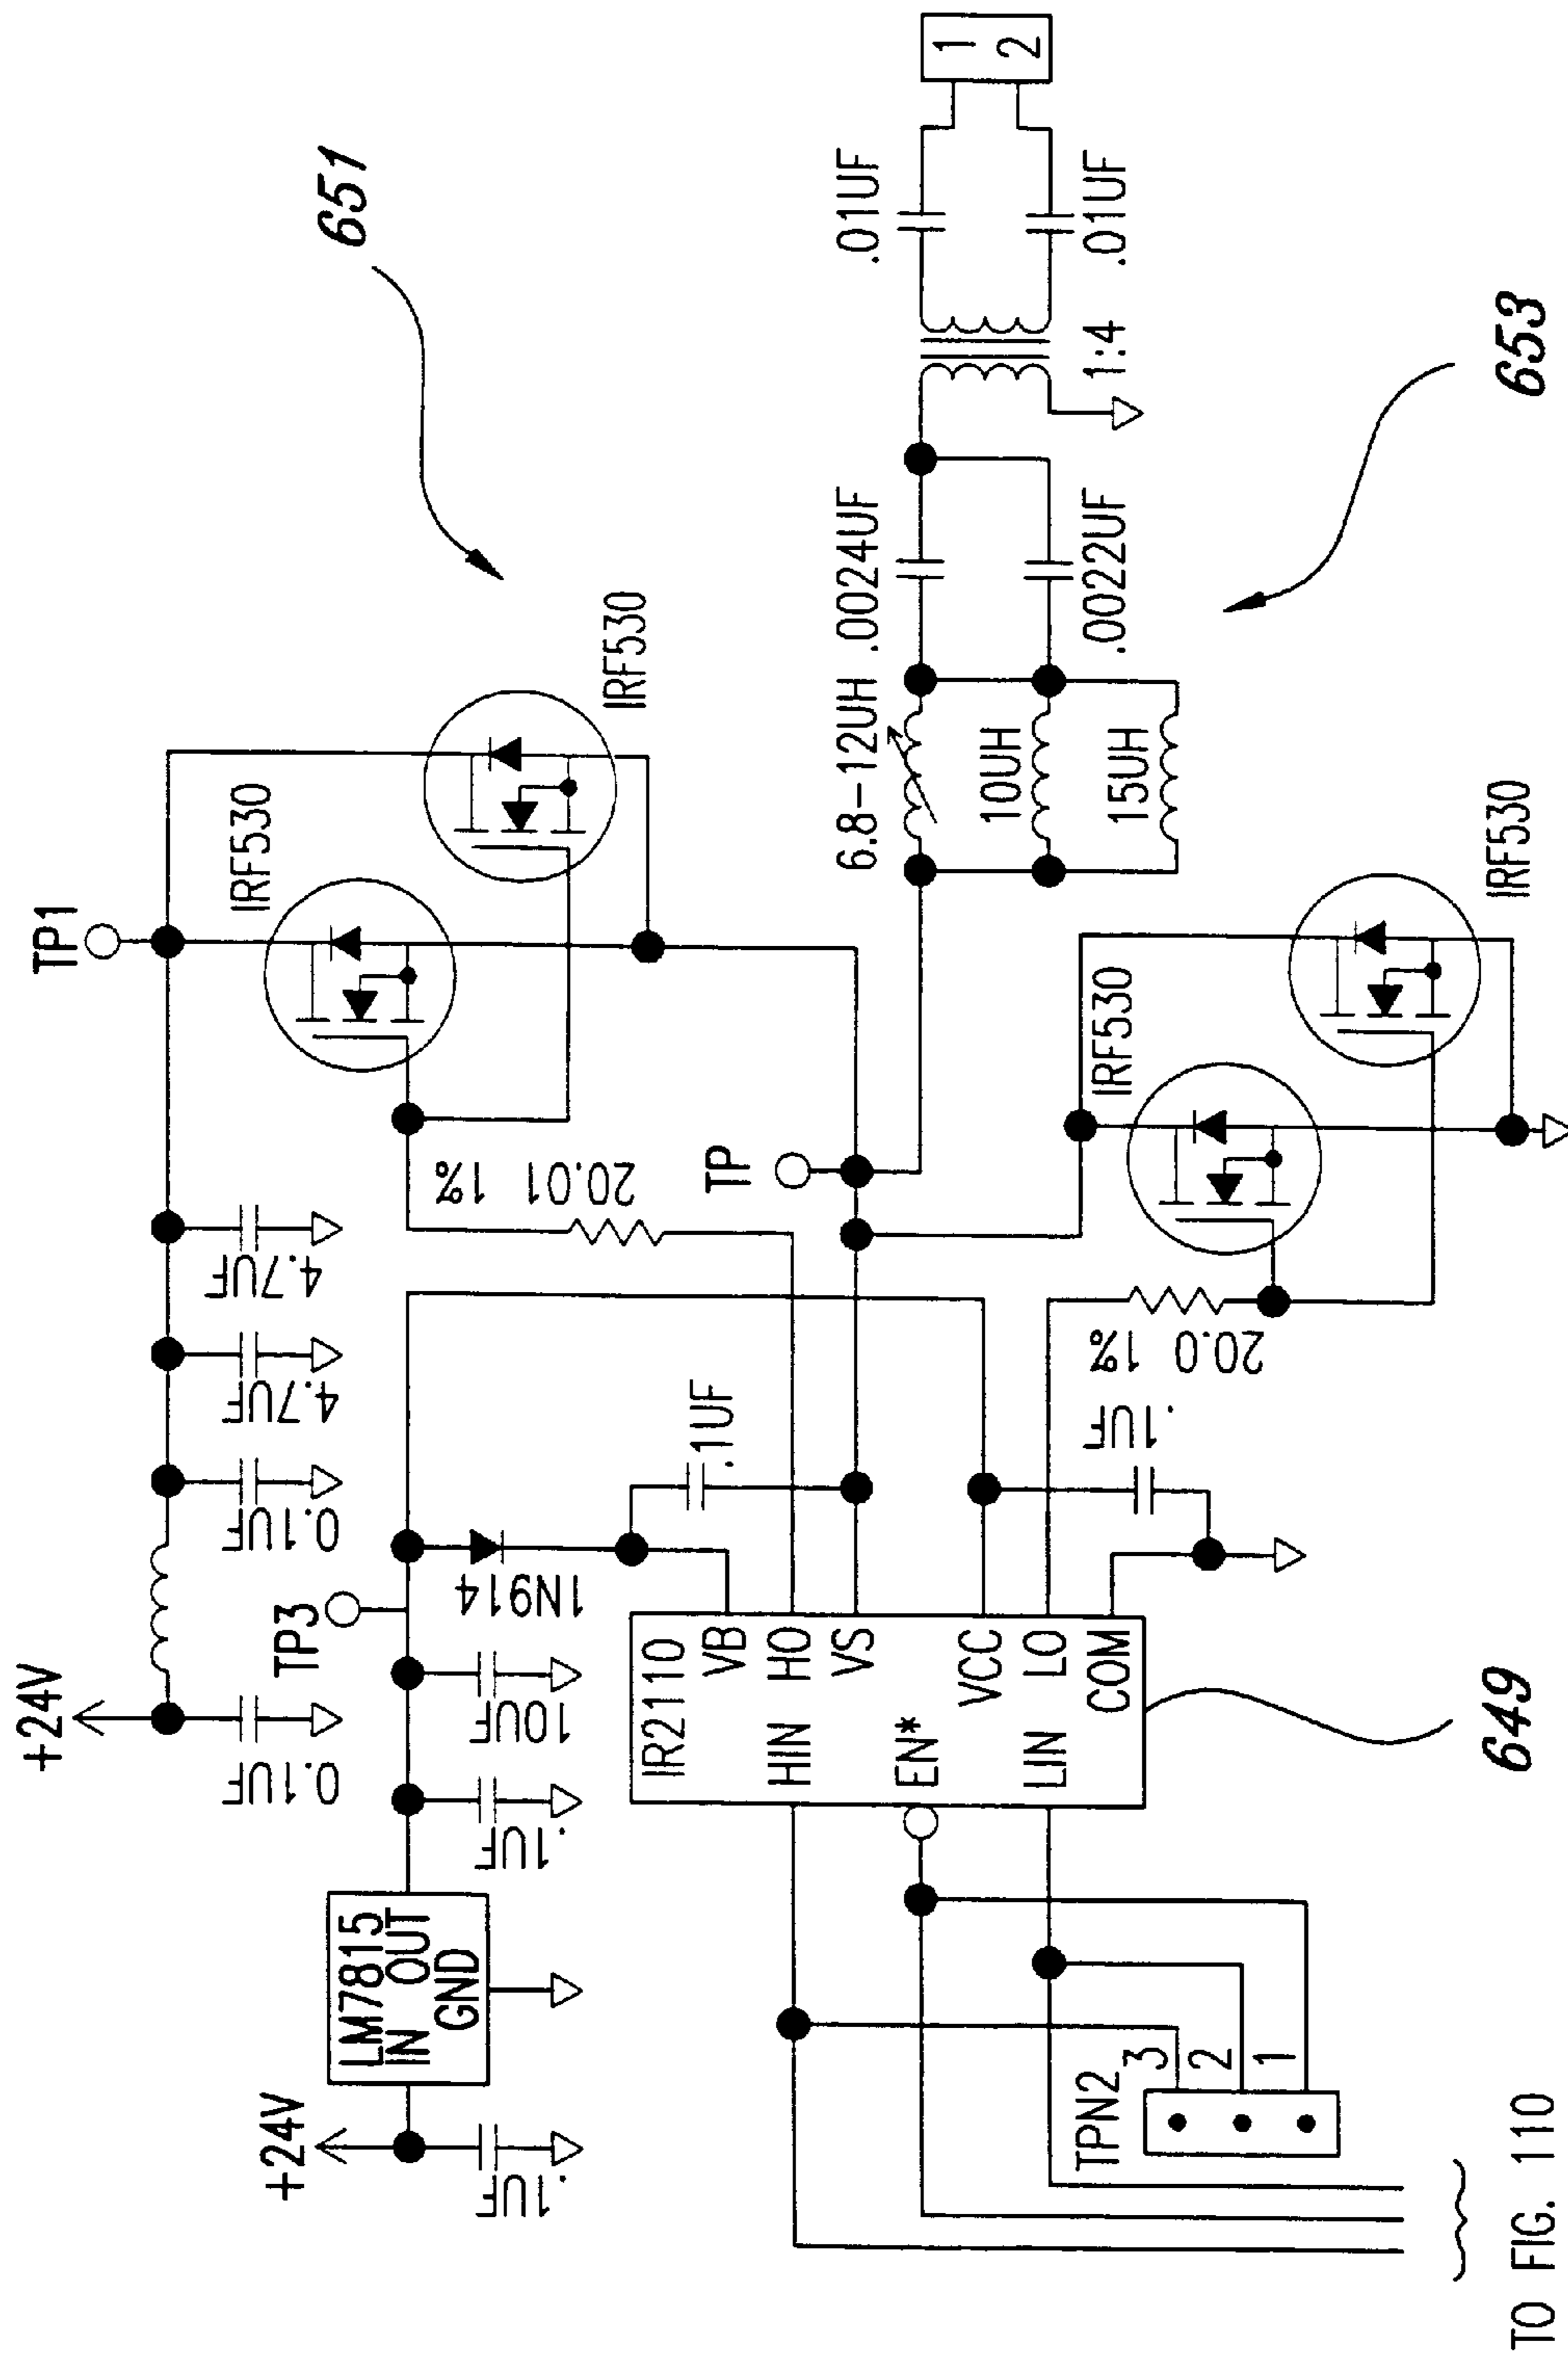 +24V
TP1
651
0.1UF
0.1UF
4.7UF
4.7UF
IRF530
IRF530
+24V
LM7815
IN OUT
GND
.1UF
.1UF
10UF
TP3
1N914
.1UF
20.01 1%
TP
IR2110
VB
HIN HO
VS
EN*
VCC
LIN LO
COM
.1UF
20.0 1%
IRF530
IRF530
6.8-12UH
10UH
15UH
.0024UF
.0022UF
1:4
.01UF
.01UF
1
2
653
649
TPN2
3
2
1
TO FIG. 110